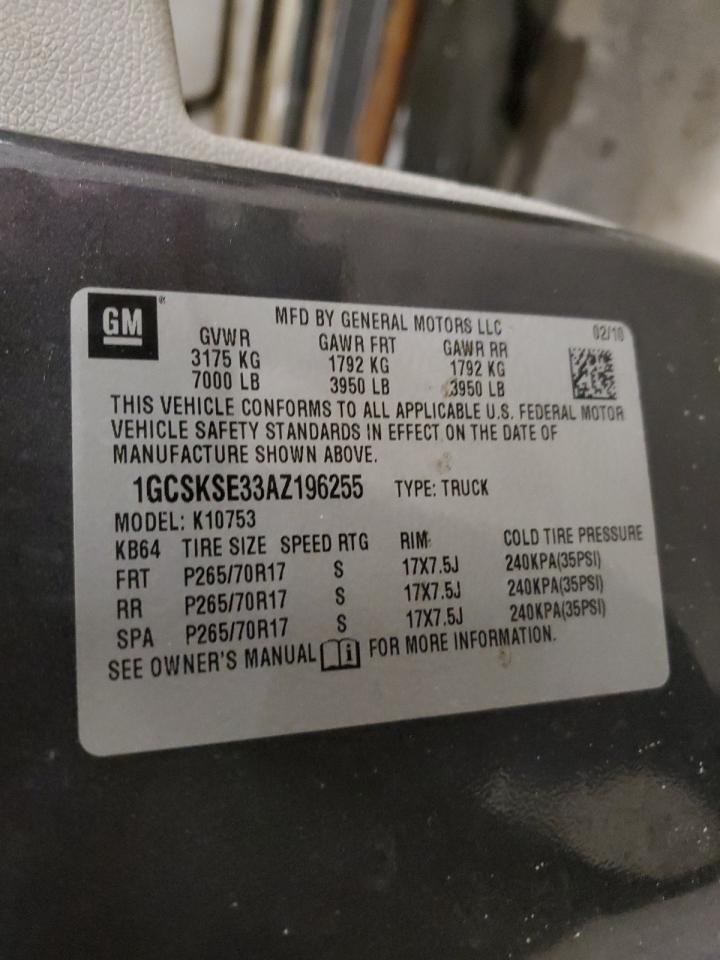 GM®
MFD BY GENERAL MOTORS LLC 02/10
GVWR GAWR FRT GAWR RR
3175 KG 1792 KG 1792 KG
7000 LB 3950 LB 3950 LB
THIS VEHICLE CONFORMS TO ALL APPLICABLE U.S. FEDERAL MOTOR
VEHICLE SAFETY STANDARDS IN EFFECT ON THE DATE OF
MANUFACTURE SHOWN ABOVE.
1GCSKSE33AZ196255 TYPE: TRUCK
MODEL: K10753
KB64 TIRE SIZE SPEED RTG RIM COLD TIRE PRESSURE
FRT P265/70R17 S 17X7.5J 240KPA(35PSI)
RR P265/70R17 S 17X7.5J 240KPA(35PSI)
SPA P265/70R17 S 17X7.5J 240KPA(35PSI)
SEE OWNER'S MANUAL i FOR MORE INFORMATION.